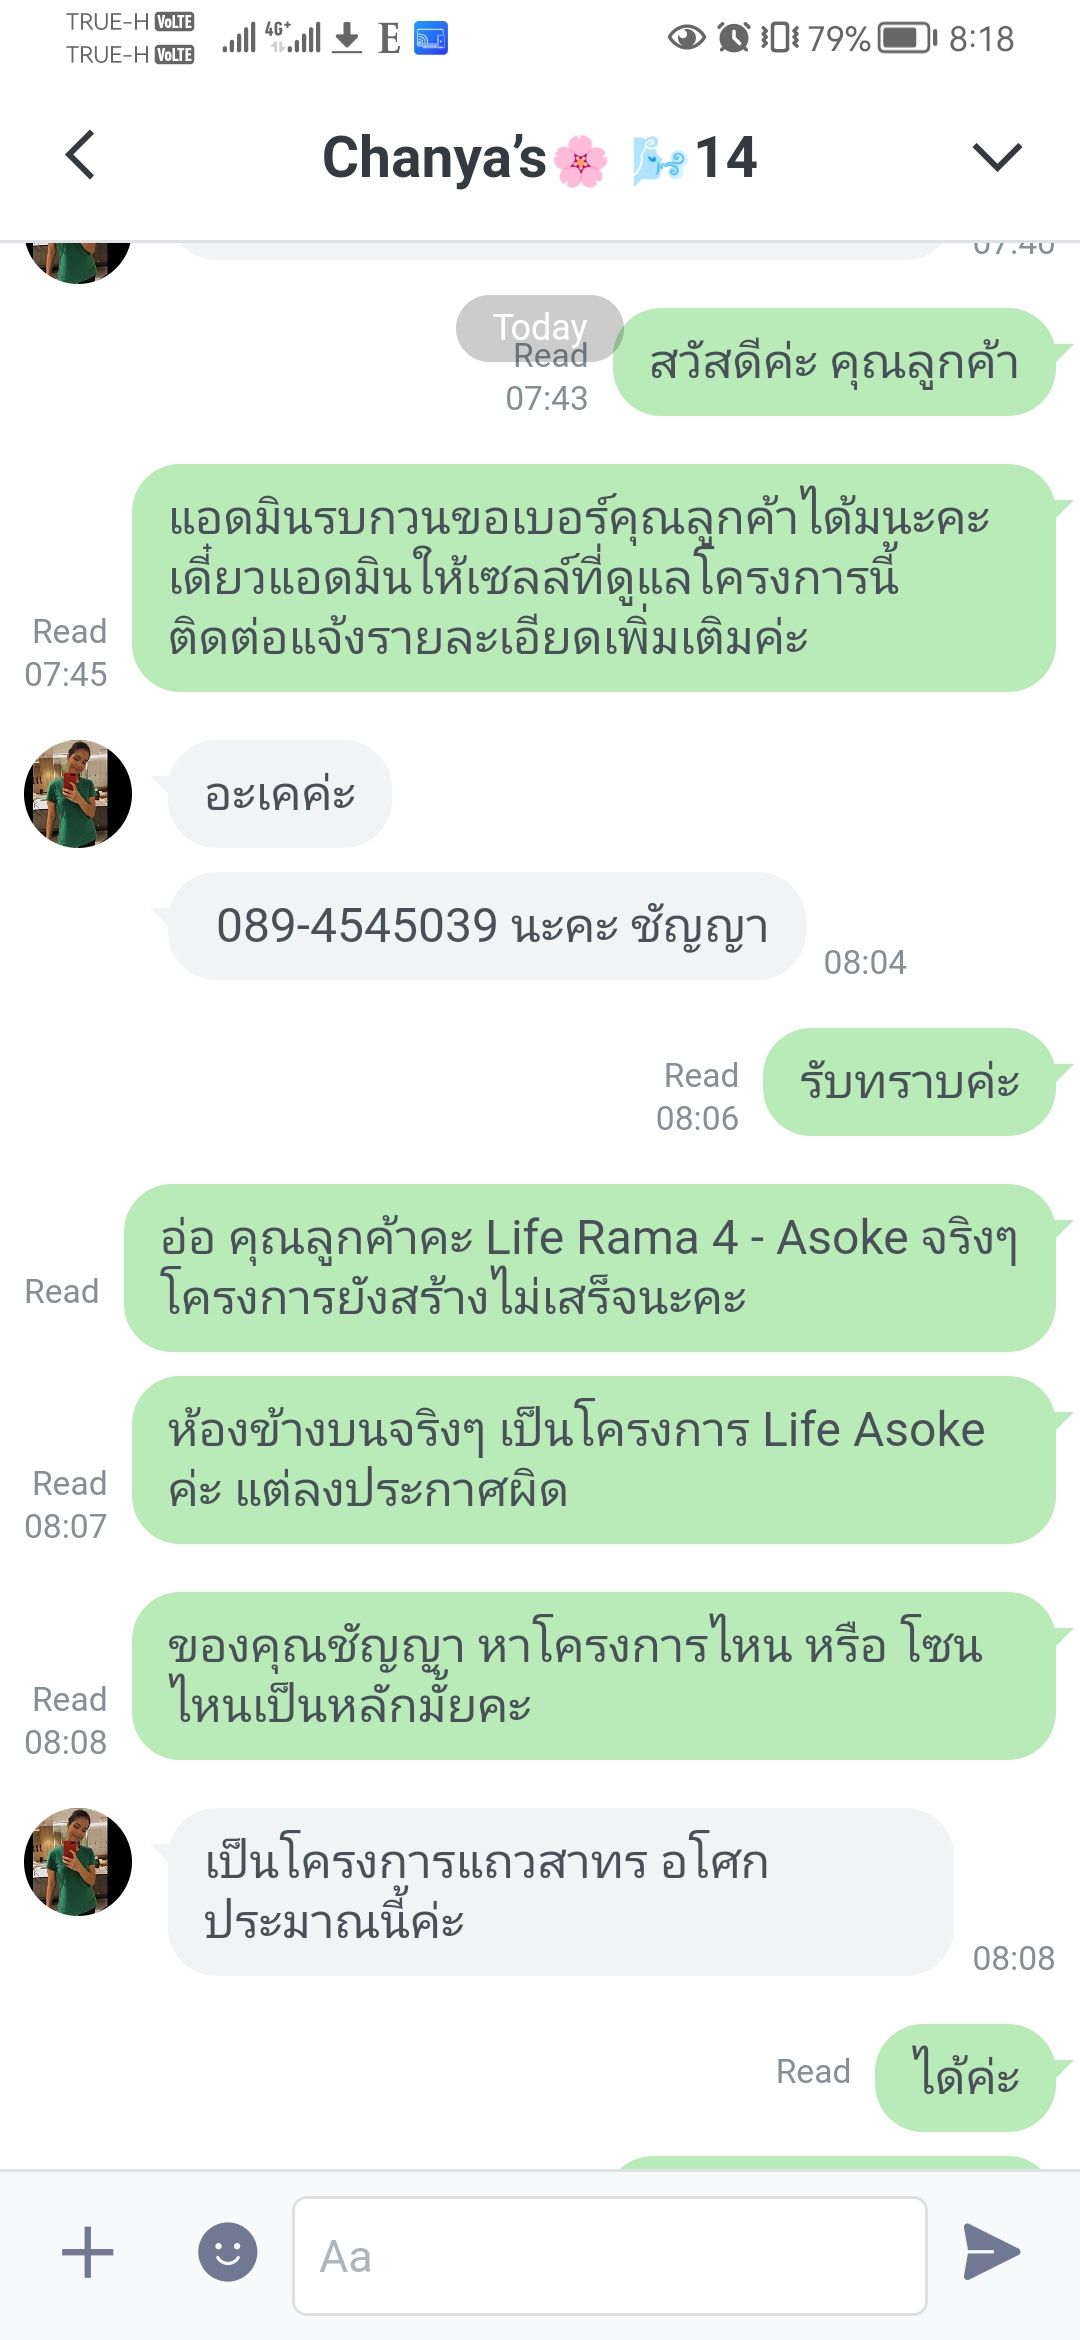 TRUE-H VoLTE
TRUE-H VoLTE
4G+
E
79%
8:18
Chanya’s🌸 🌬️14
07:40
Today
Read
07:43
สวัสดีค่ะ คุณลูกค้า
แอดมินรบกวนขอเบอร์คุณลูกค้าได้มนะคะ
เดี๋ยวแอดมินให้เซลล์ที่ดูแลโครงการนี้
ติดต่อแจ้งรายละเอียดเพิ่มเติมค่ะ
Read
07:45
อะเคค่ะ
089-4545039 นะคะ ชัญญา
08:04
Read
08:06
รับทราบค่ะ
อ่อ คุณลูกค้าคะ Life Rama 4 - Asoke จริงๆ
โครงการยังสร้างไม่เสร็จนะคะ
Read
ห้องข้างบนจริงๆ เป็นโครงการ Life Asoke
ค่ะ แต่ลงประกาศผิด
Read
08:07
ของคุณชัญญา หาโครงการไหน หรือ โซน
ไหนเป็นหลักมั้ยคะ
Read
08:08
เป็นโครงการแถวสาทร อโศก
ประมาณนี้ค่ะ
08:08
Read
ได้ค่ะ
Aa